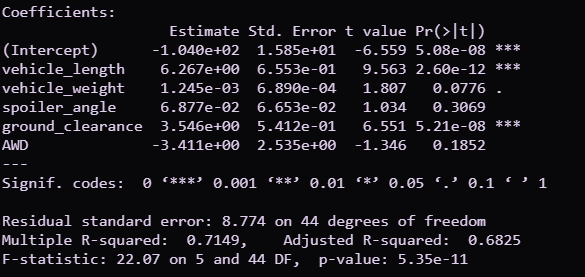 Coefficients:
Estimate Std. Error t value Pr(>|t|)
(Intercept) -1.040e+02 1.585e+01 -6.559 5.08e-08 ***
vehicle_length 6.267e+00 6.553e-01 9.563 2.60e-12 ***
vehicle_weight 1.245e-03 6.890e-04 1.807 0.0776 .
spoiler_angle 6.877e-02 6.653e-02 1.034 0.3069
ground_clearance 3.546e+00 5.412e-01 6.551 5.21e-08 ***
AWD -3.411e+00 2.535e+00 -1.346 0.1852
---
Signif. codes: 0 ‘***’ 0.001 ‘**’ 0.01 ‘*’ 0.05 ‘.’ 0.1 ‘ ’ 1
Residual standard error: 8.774 on 44 degrees of freedom
Multiple R-squared: 0.7149, Adjusted R-squared: 0.6825
F-statistic: 22.07 on 5 and 44 DF, p-value: 5.35e-11